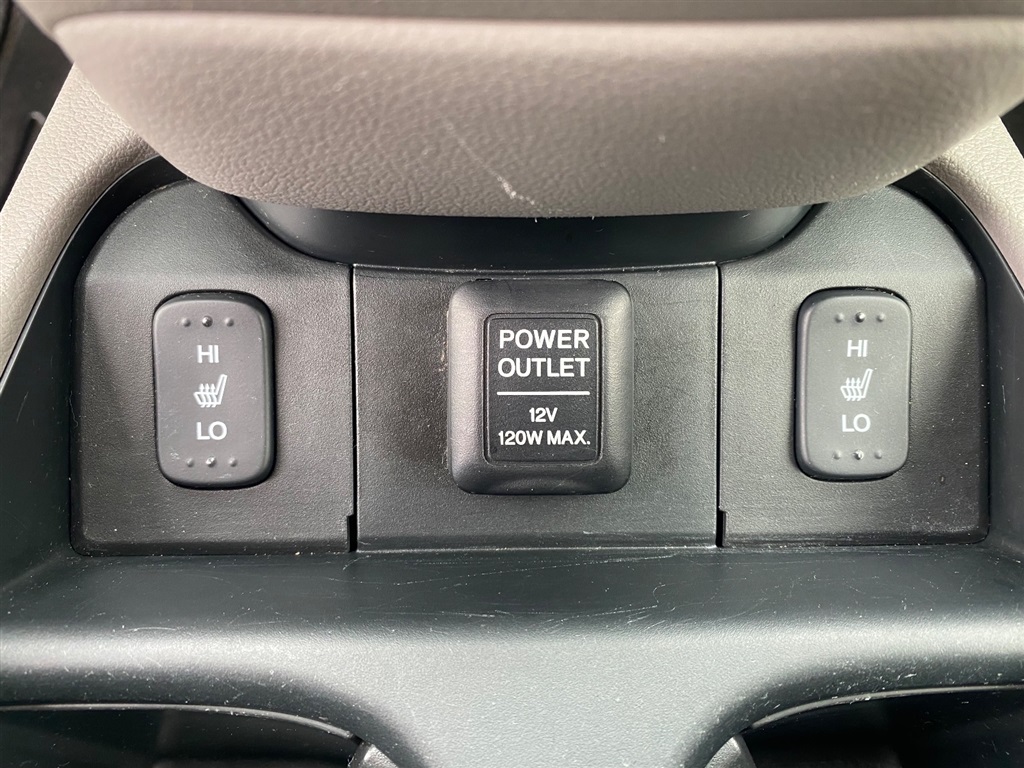 HI
LO
POWER
OUTLET
12V
120W MAX.
HI
LO